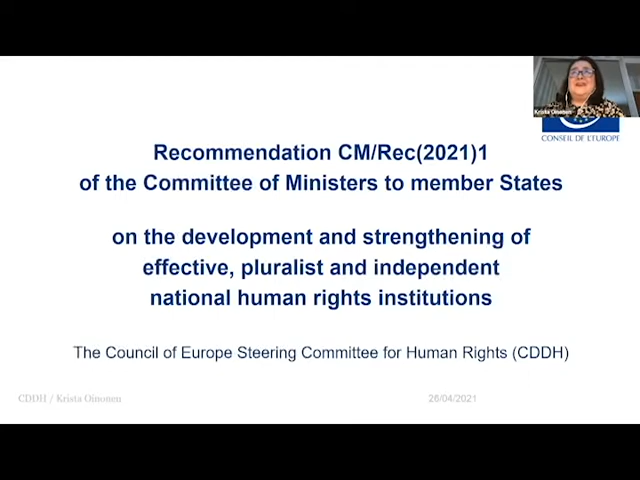 Krista Oinonen
CONSEIL DE L'EUROPE
Recommendation CM/Rec(2021)1
of the Committee of Ministers to member States
on the development and strengthening of
effective, pluralist and independent
national human rights institutions
The Council of Europe Steering Committee for Human Rights (CDDH)
CDDH / Krista Oinonen
26/04/2021